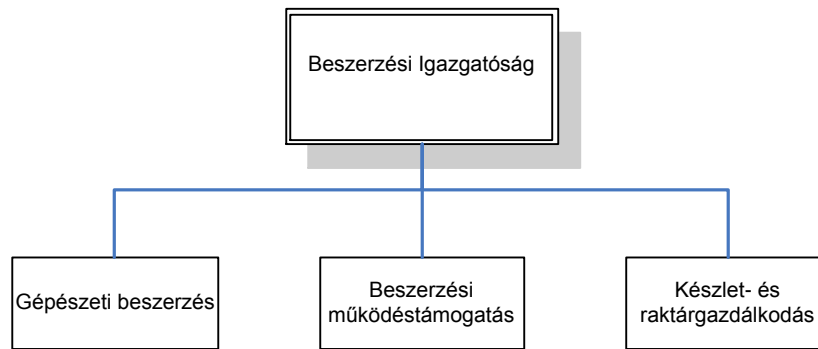 Beszerzési Igazgatóság
Gépészeti beszerzés
Beszerzési
működéstámogatás
Készlet- és
raktárgazdálkodás